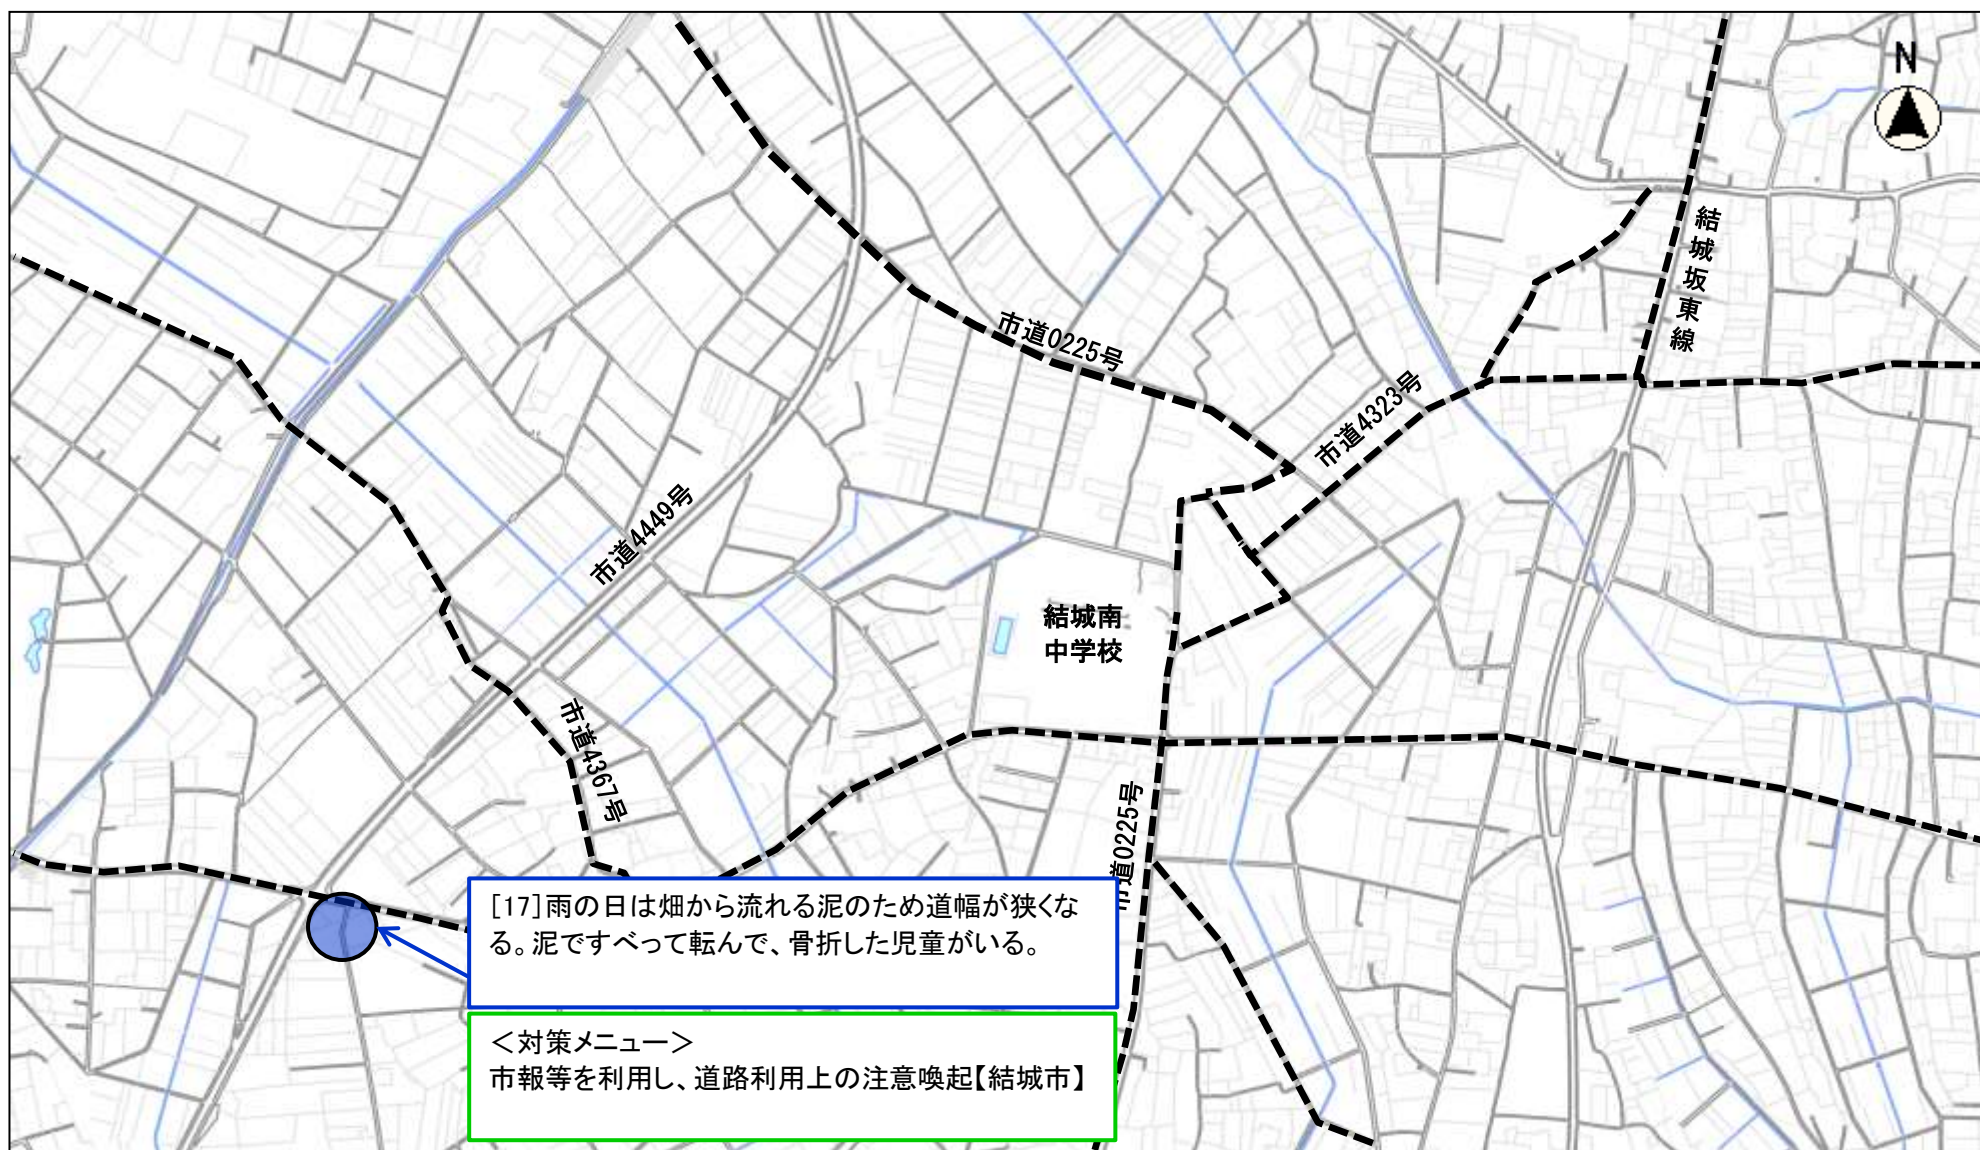 N
結城坂東線
市道0225号
市道4323号
市道4449号
結城南
中学校
市道4367号
市道0225号
[17]雨の日は畑から流れる泥のため道幅が狭くな
る。泥ですべって転んで、骨折した児童がいる。
＜対策メニュー＞
市報等を利用し、道路利用上の注意喚起【結城市】